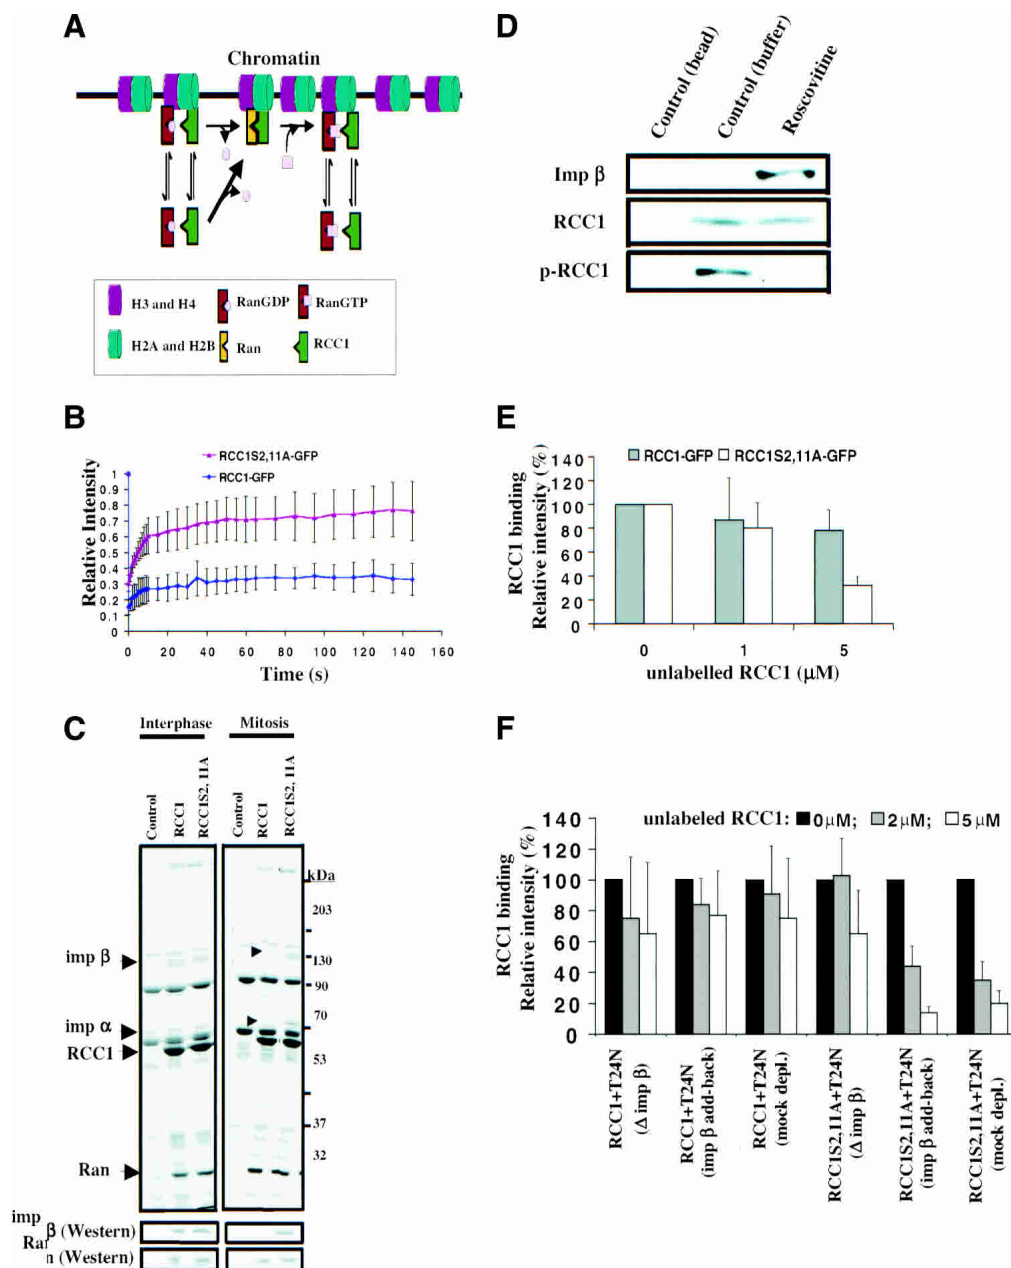 A
Chromatin
H3 and H4
RanGDP
RanGTP
H2A and H2B
Ran
RCC1
B
RCC1S2,11A-GFP
RCC1-GFP
Relative Intensity
1
0.9
0.8
0.7
0.6
0.5
0.4
0.3
0.2
0.1
0
0 20 40 60 80 100 120 140 160
Time (s)
C
Interphase
Mitosis
Control
RCC1
RCC1S2, 11A
Control
RCC1
RCC1S2, 11A
kDa
203
imp β
130
90
imp α
70
RCC1
53
37
32
Ran
imp
β (Western)
Ran
n (Western)
D
Control (bead)
Control (buffer)
Roscovitine
Imp β
RCC1
p-RCC1
E
RCC1-GFP
RCC1S2,11A-GFP
RCC1 binding
Relative intensity (%)
140
120
100
80
60
40
20
0
0 1 5
unlabelled RCC1 (μM)
F
unlabeled RCC1: 0μM; 2μM; 5 μM
RCC1 binding
Relative intensity (%)
140
120
100
80
60
40
20
0
RCC1+T24N
(Δ imp β)
RCC1+T24N
(imp β add-back)
RCC1+T24N
(mock depl.)
RCC1S2,11A+T24N
(Δ imp β)
RCC1S2,11A+T24N
(imp β add-back)
RCC1S2,11A+T24N
(mock depl.)